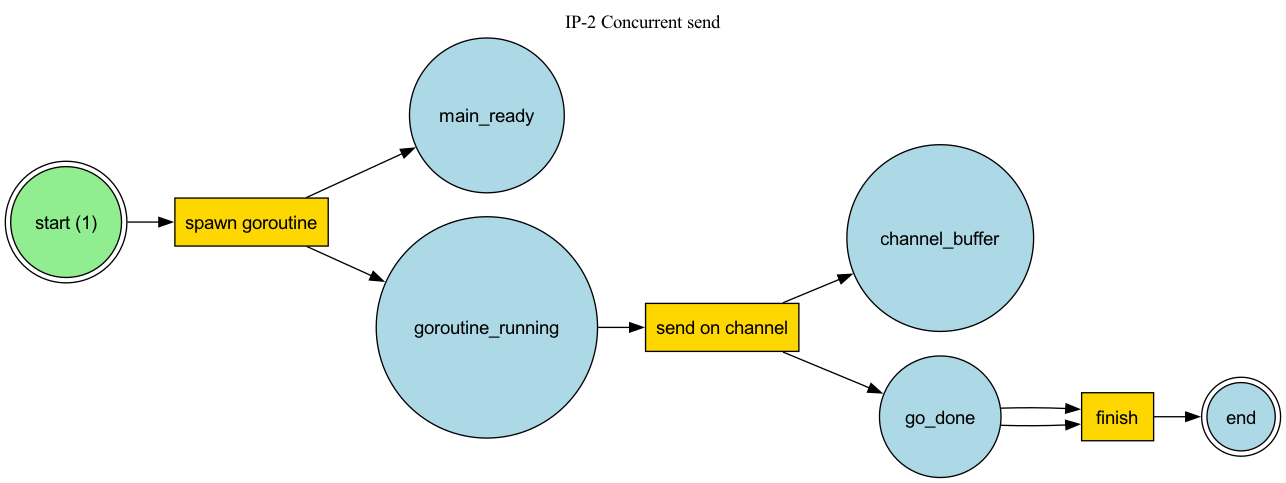 IP-2 Concurrent send
main_ready
start (1)
spawn goroutine
channel_buffer
goroutine_running
send on channel
go_done
finish
end